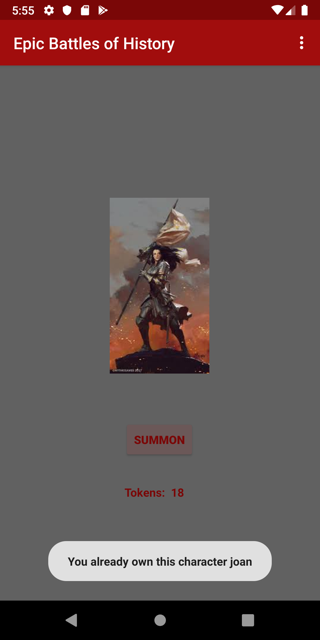 5:55
Epic Battles of History
SUMMON
Tokens: 18
You already own this character joan